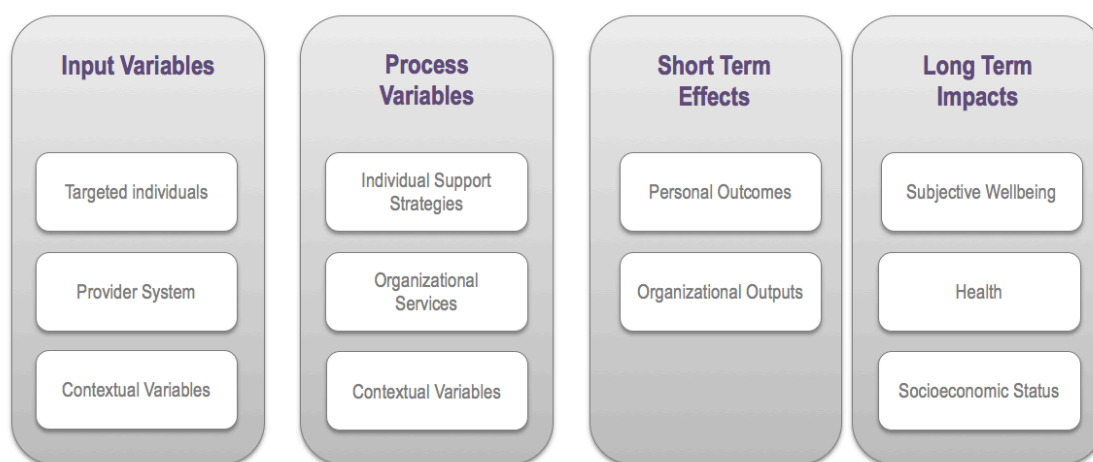 Input Variables
Targeted individuals
Provider System
Contextual Variables
Process
Variables
Individual Support
Strategies
Organizational
Services
Contextual Variables
Short Term
Effects
Personal Outcomes
Organizational Outputs
Long Term
Impacts
Subjective Wellbeing
Health
Socioeconomic Status